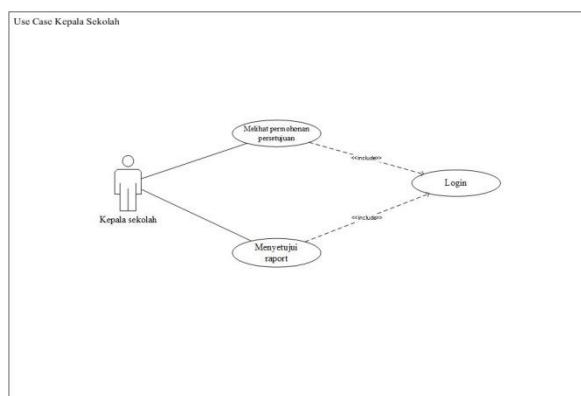 Use Case Kepala Sekolah
Melihat permohonan
persetujuan
<<include>>
Login
Kepala sekolah
<<include>>
Menyetujui
raport